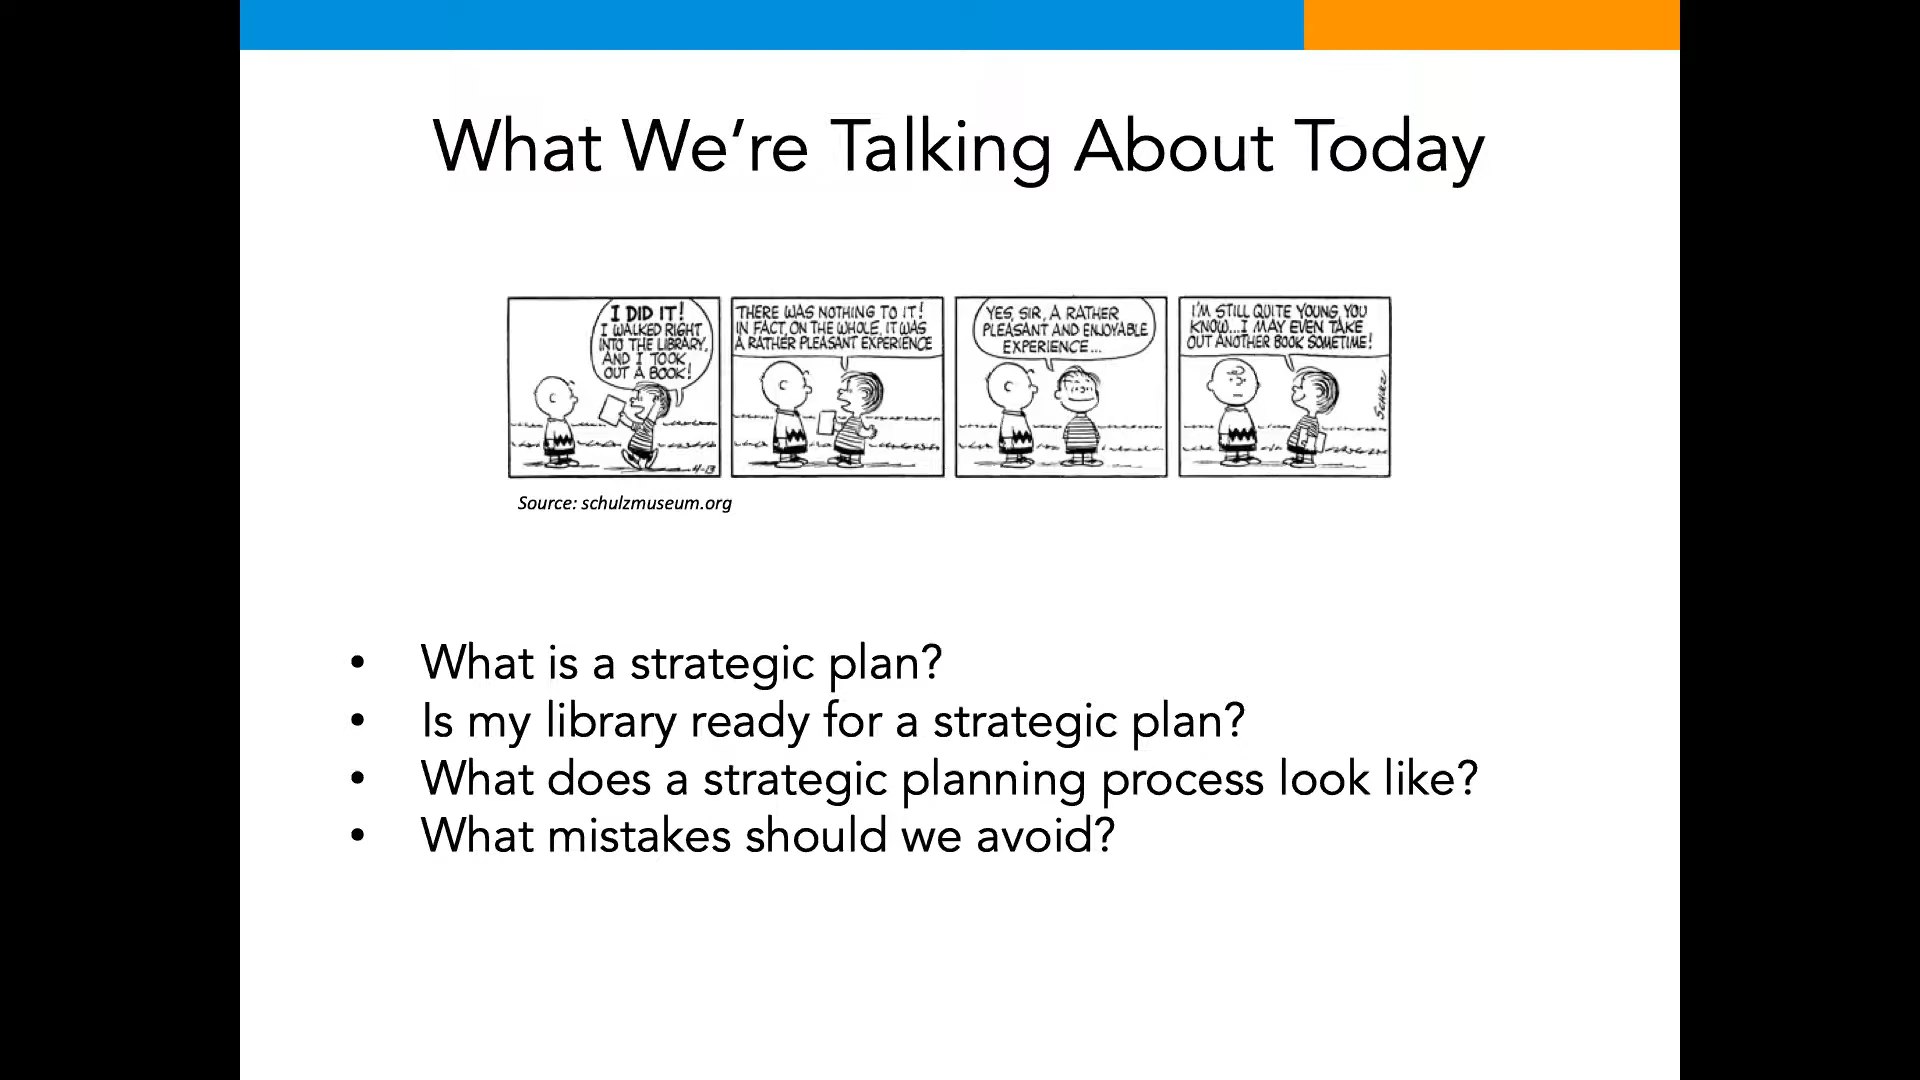 What We're Talking About Today
I DID IT!
I WALKED RIGHT
INTO THE LIBRARY,
AND I TOOK
OUT A BOOK!
4-13
THERE WAS NOTHING TO IT!
IN FACT, ON THE WHOLE, IT WAS
A RATHER PLEASANT EXPERIENCE
YES, SIR, A RATHER
PLEASANT AND ENJOYABLE
EXPERIENCE...
I'M STILL QUITE YOUNG, YOU
KNOW...I MAY EVEN TAKE
OUT ANOTHER BOOK SOMETIME!
SCHULZ
Source: schulzmuseum.org
• What is a strategic plan?
• Is my library ready for a strategic plan?
• What does a strategic planning process look like?
• What mistakes should we avoid?